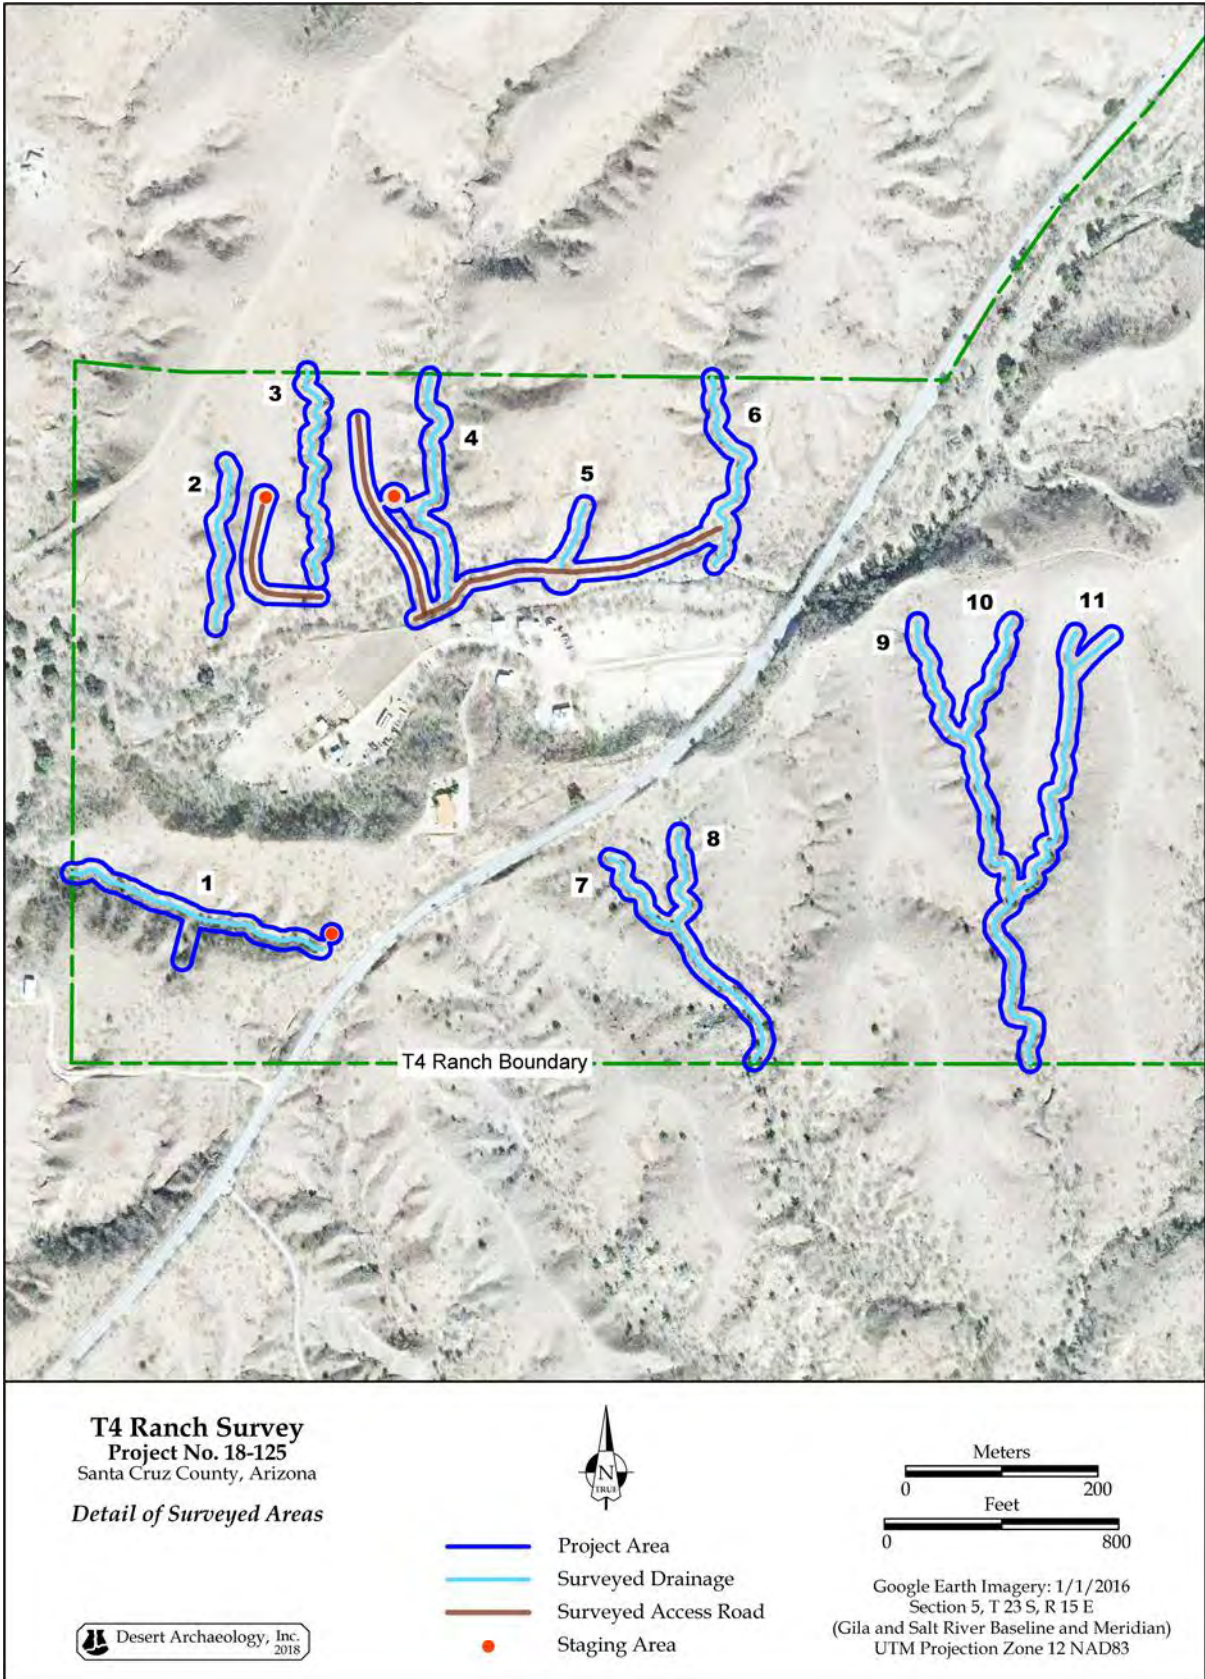 3
6
4
2
5
10
11
9
8
7
1
T4 Ranch Boundary
T4 Ranch Survey
Project No. 18-125
Santa Cruz County, Arizona
Detail of Surveyed Areas
Desert Archaeology, Inc.
2018
N
TRUE
Project Area
Surveyed Drainage
Surveyed Access Road
Staging Area
Meters
0 200
Feet
0 800
Google Earth Imagery: 1/1/2016
Section 5, T 23 S, R 15 E
(Gila and Salt River Baseline and Meridian)
UTM Projection Zone 12 NAD83